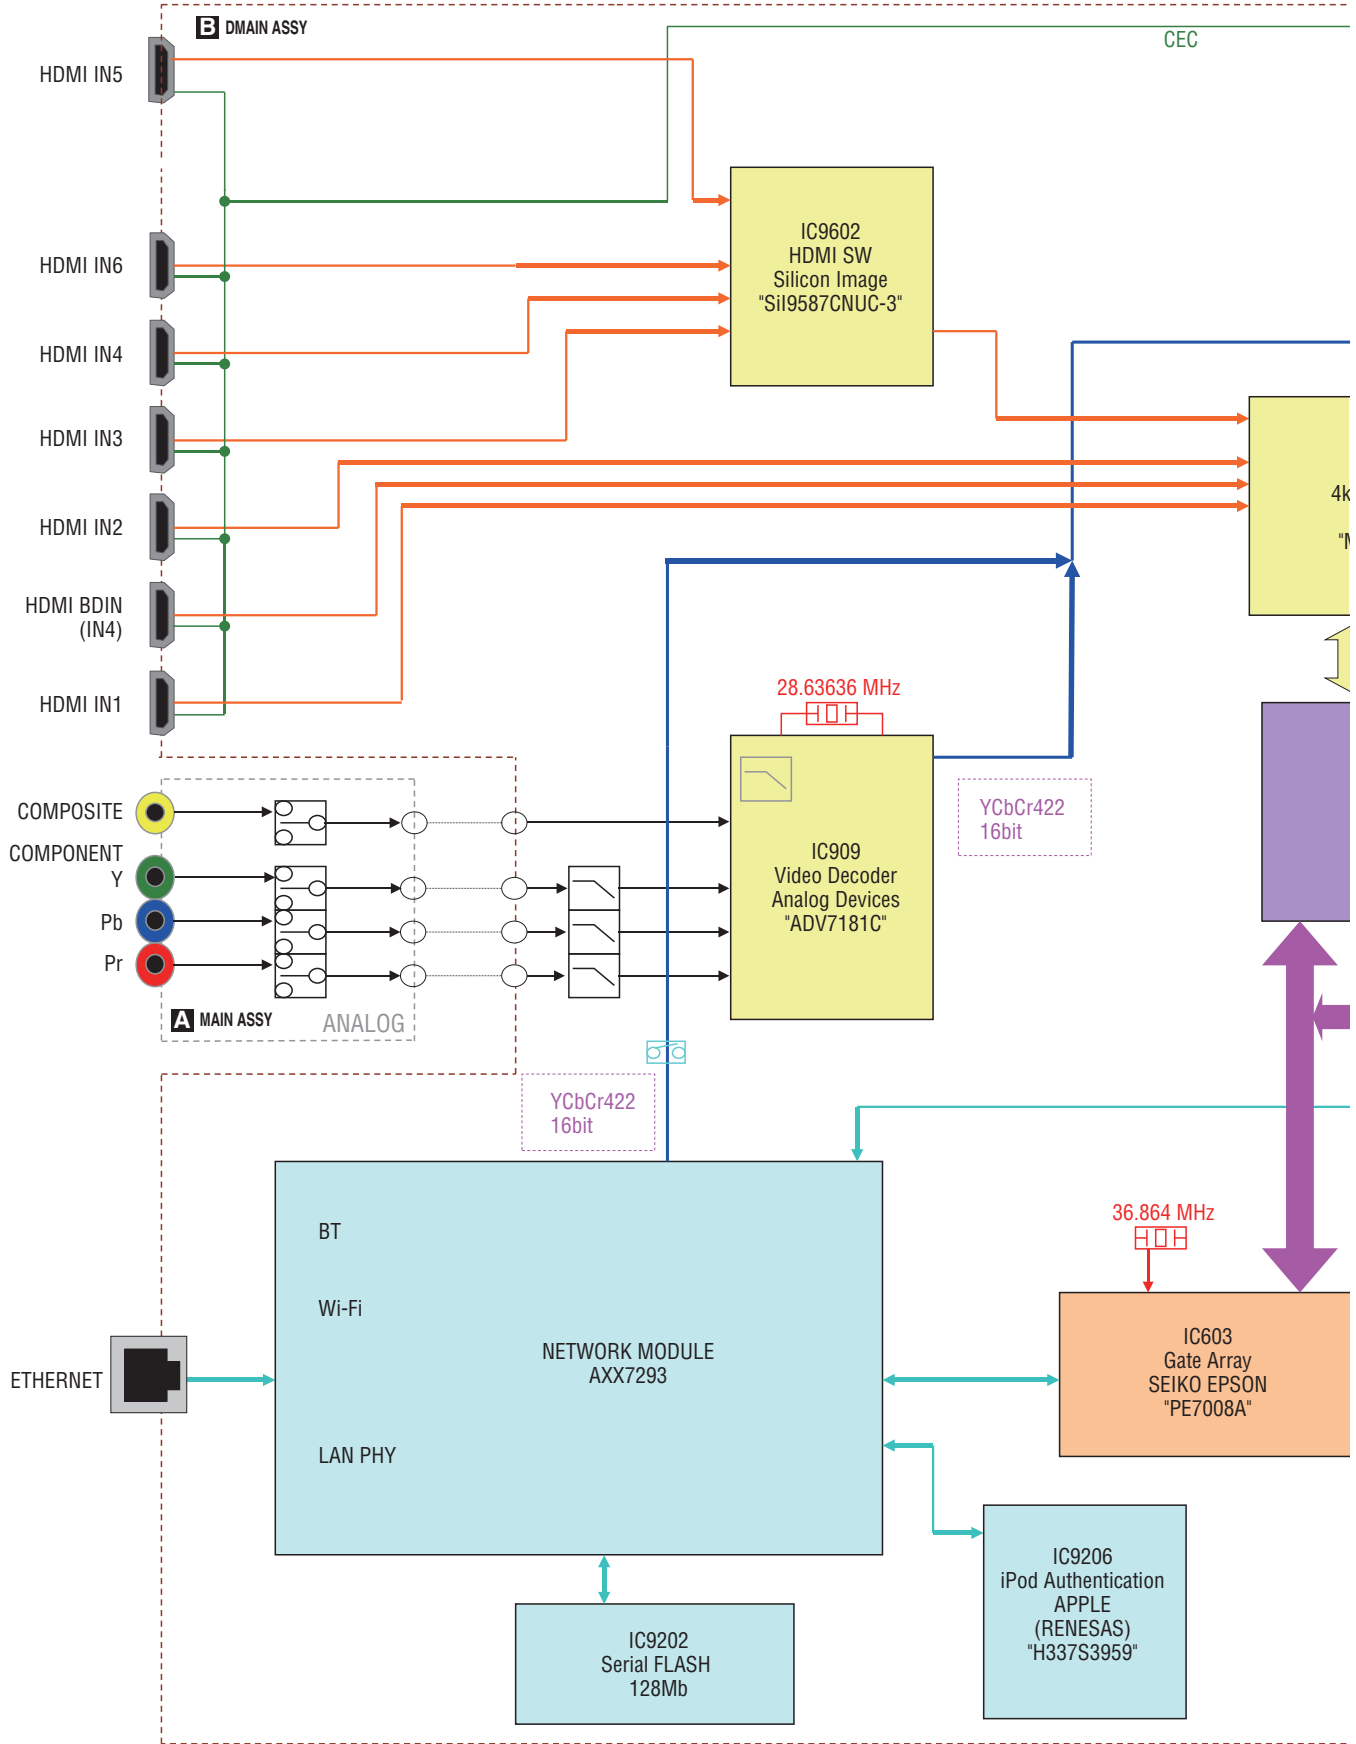 B DMAIN ASSY
CEC
HDMI IN5
HDMI IN6
HDMI IN4
HDMI IN3
HDMI IN2
HDMI BDIN
(IN4)
HDMI IN1
IC9602
HDMI SW
Silicon Image
"SiI9587CNUC-3"
4k
28.63636 MHz
YCbCr422
16bit
COMPOSITE
COMPONENT
Y
Pb
Pr
A MAIN ASSY
ANALOG
IC909
Video Decoder
Analog Devices
"ADV7181C"
YCbCr422
16bit
BT
Wi-Fi
LAN PHY
NETWORK MODULE
AXX7293
ETHERNET
36.864 MHz
IC603
Gate Array
SEIKO EPSON
"PE7008A"
IC9206
iPod Authentication
APPLE
(RENESAS)
"H337S3959"
IC9202
Serial FLASH
128Mb